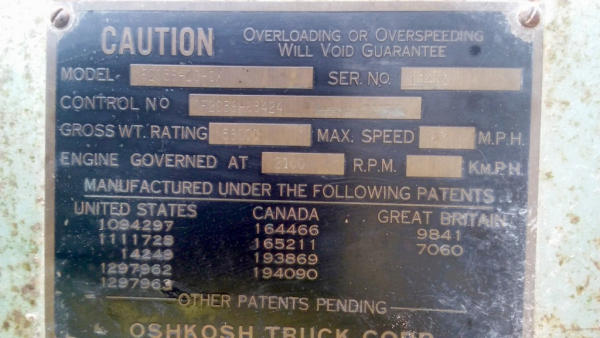 CAUTION
OVERLOADING OR OVERSPEEDING
WILL VOID GUARANTEE
MODEL SER. NO.
CONTROL NO
GROSS WT. RATING MAX. SPEED M.P.H.
ENGINE GOVERNED AT 2100 R.P.M. KM.P.H.
MANUFACTURED UNDER THE FOLLOWING PATENTS
UNITED STATES CANADA GREAT BRITAIN
1094297 164466 9841
1111728 165211 7060
14249 193869
1297962 194090
1297963
OTHER PATENTS PENDING
OSHKOSH TRUCK CORP